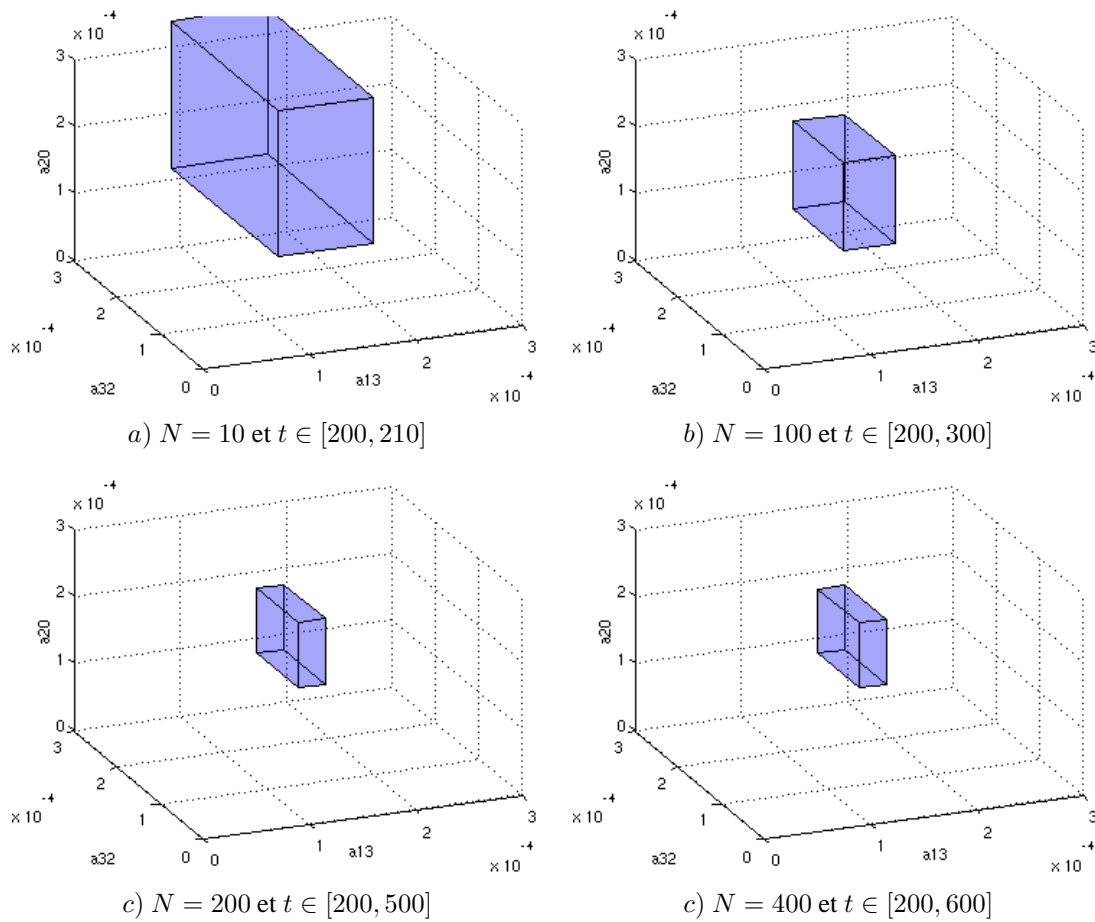 x 10 -4
3
2
1
0
a20
3
2
1
0
x 10 -4
a32
0
1
2
3
a13
x 10 -4
a) N = 10 et t ∈ [200, 210]
x 10 -4
3
2
1
0
a20
3
2
1
0
x 10 -4
a32
0
1
2
3
a13
x 10 -4
b) N = 100 et t ∈ [200, 300]
x 10 -4
3
2
1
0
a20
3
2
1
0
x 10 -4
a32
0
1
2
3
a13
x 10 -4
c) N = 200 et t ∈ [200, 500]
x 10 -4
3
2
1
0
a20
3
2
1
0
x 10 -4
a32
0
1
2
3
a13
x 10 -4
c) N = 400 et t ∈ [200, 600]